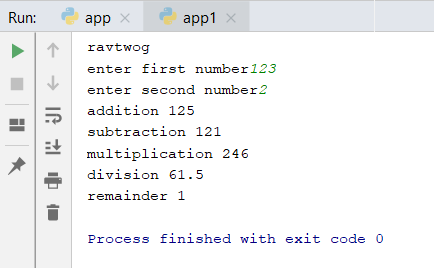 Run: app app1
ravtwog
enter first number123
enter second number2
addition 125
subtraction 121
multiplication 246
division 61.5
remainder 1
Process finished with exit code 0